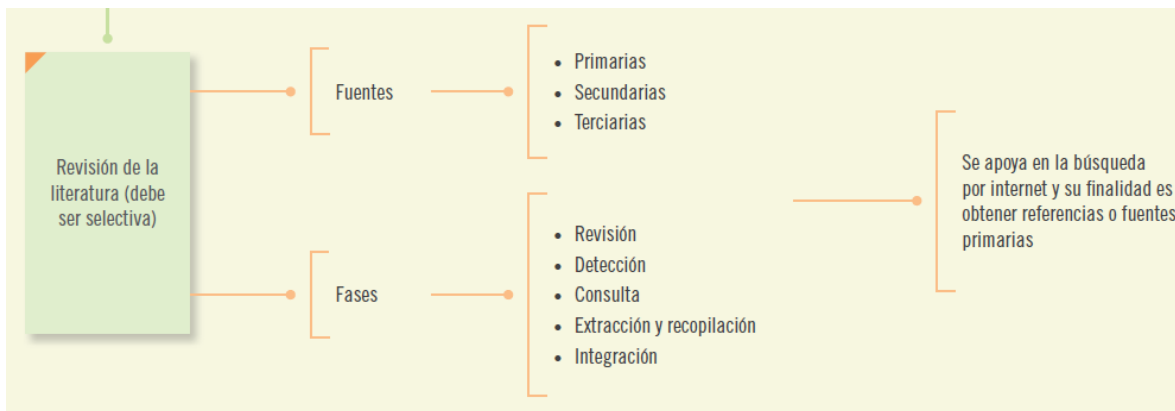 Revisión de la
literatura (debe
ser selectiva)
Fuentes
• Primarias
• Secundarias
• Terciarias
Fases
• Revisión
• Detección
• Consulta
• Extracción y recopilación
• Integración
Se apoya en la búsqueda
por internet y su finalidad es
obtener referencias o fuentes
primarias